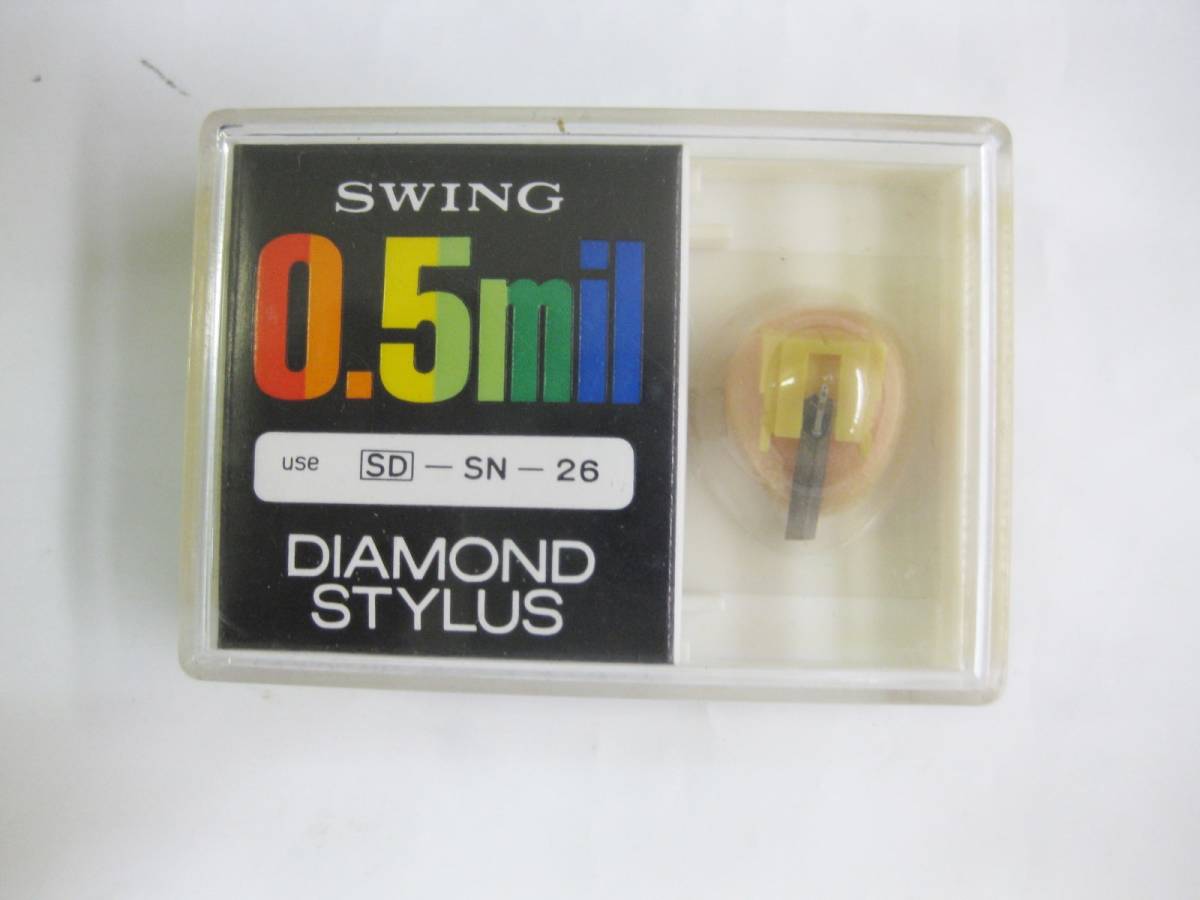 SWING
0.5mil
use SD - SN - 26
DIAMOND
STYLUS